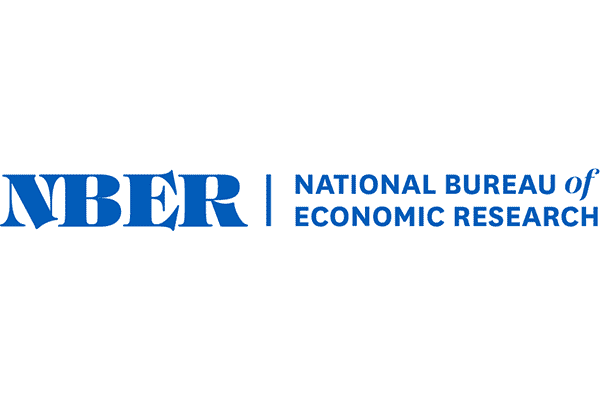 NBER
NATIONAL BUREAU of
ECONOMIC RESEARCH